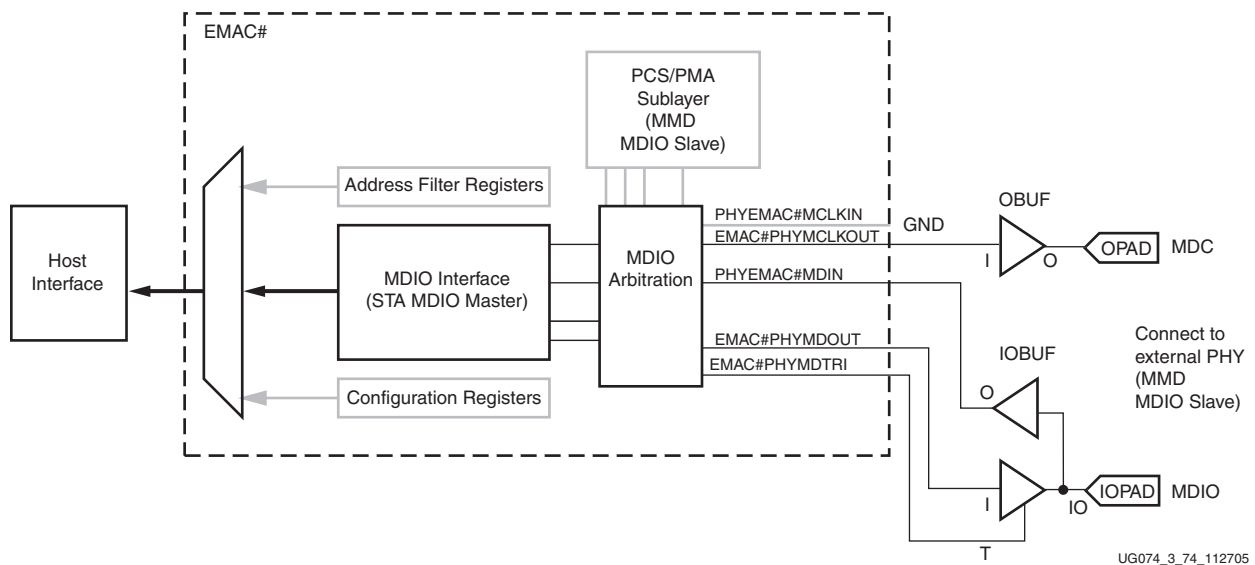 EMAC#
PCS/PMA
Sublayer
(MMD
MDIO Slave)
Address Filter Registers
Host
Interface
MDIO Interface
(STA MDIO Master)
MDIO
Arbitration
PHYEMAC#MCLKIN
GND
EMAC#PHYMCLKOUT
PHYEMAC#MDIN
EMAC#PHYMDOUT
EMAC#PHYMDTRI
Configuration Registers
OBUF
I
O
OPAD
MDC
Connect to
external PHY
(MMD
MDIO Slave)
IOBUF
O
I
IO
IOPAD
MDIO
T
UG074_3_74_112705